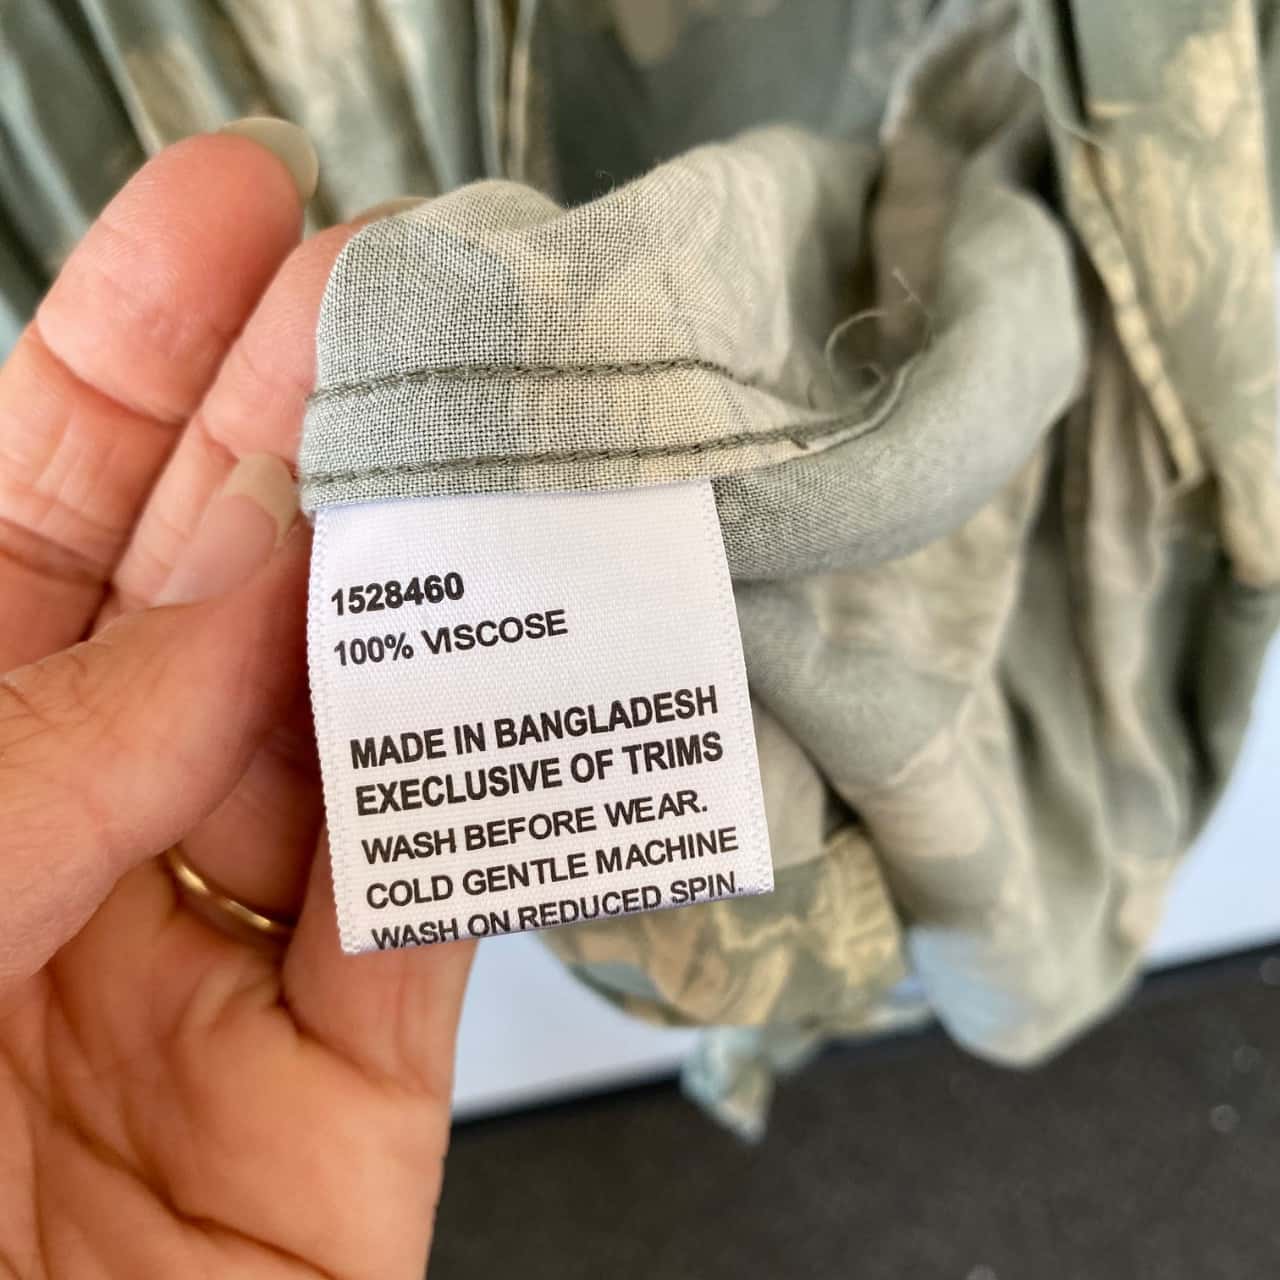 1528460
100% VISCOSE
MADE IN BANGLADESH
EXECLUSIVE OF TRIMS
WASH BEFORE WEAR.
COLD GENTLE MACHINE
WASH ON REDUCED SPIN.